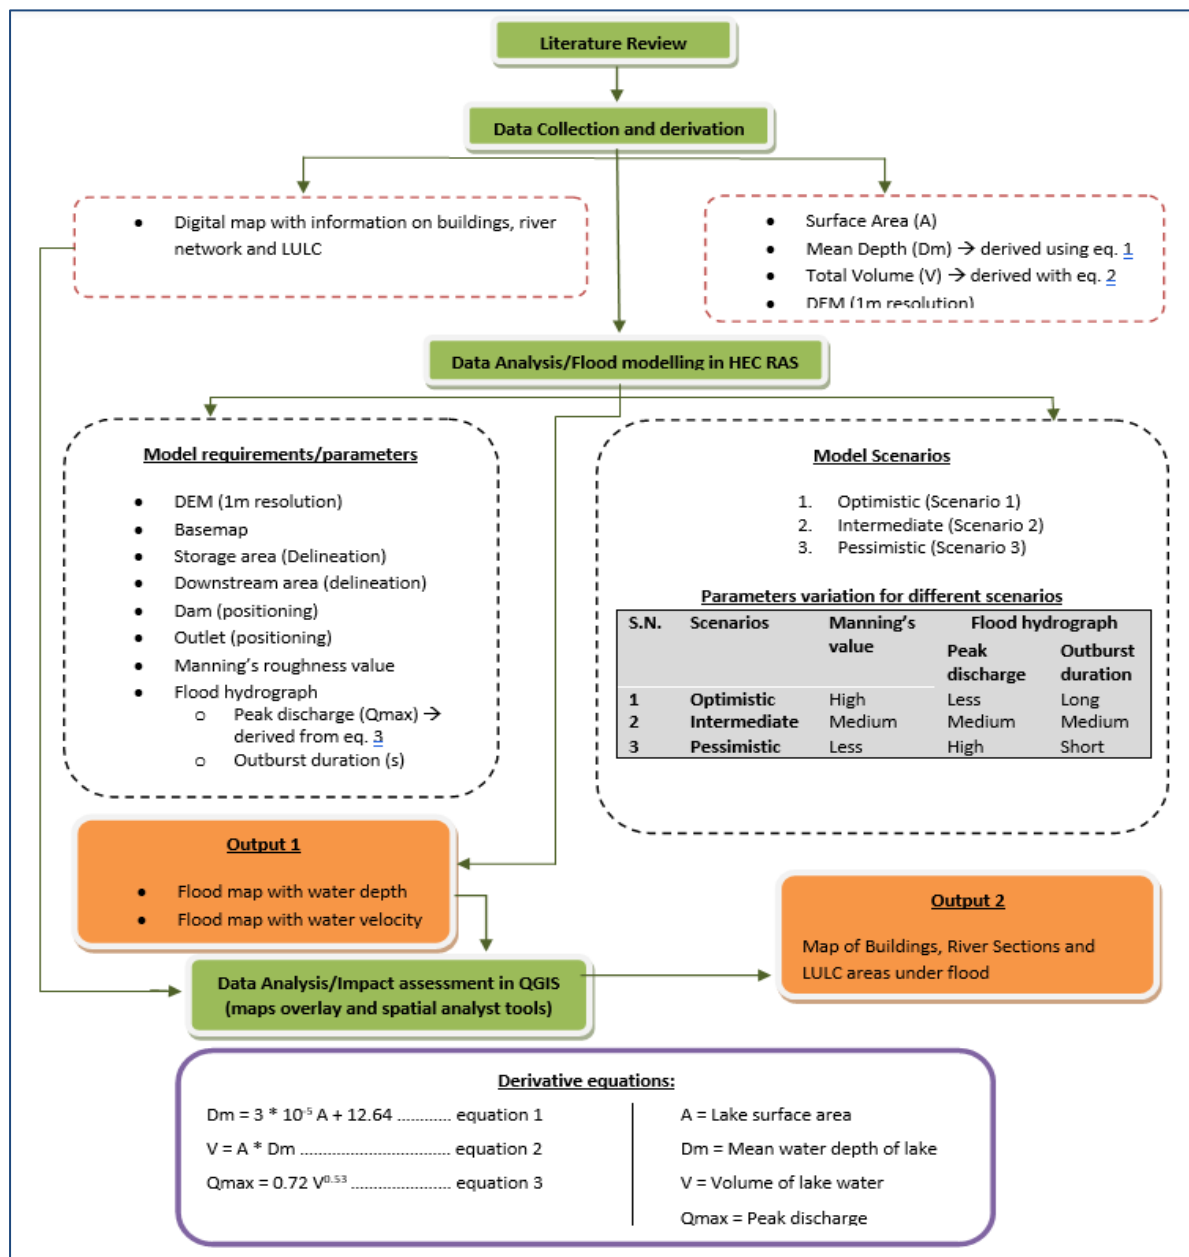 Literature Review
Data Collection and derivation
• Digital map with information on buildings, river
network and LULC
• Surface Area (A)
• Mean Depth (Dm) → derived using eq. 1
• Total Volume (V) → derived with eq. 2
• DEM (1m resolution)
Data Analysis/Flood modelling in HEC RAS
Model requirements/parameters
• DEM (1m resolution)
• Basemap
• Storage area (Delineation)
• Downstream area (delineation)
• Dam (positioning)
• Outlet (positioning)
• Manning's roughness value
• Flood hydrograph
o Peak discharge (Qmax) →
derived from eq. 3
o Outburst duration (s)
Model Scenarios
1. Optimistic (Scenario 1)
2. Intermediate (Scenario 2)
3. Pessimistic (Scenario 3)
Parameters variation for different scenarios
S.N. Scenarios Manning's value Flood hydrograph
Peak discharge Outburst duration
1 Optimistic High Less Long
2 Intermediate Medium Medium Medium
3 Pessimistic Less High Short
Output 1
• Flood map with water depth
• Flood map with water velocity
Output 2
Map of Buildings, River Sections and
LULC areas under flood
Data Analysis/Impact assessment in QGIS
(maps overlay and spatial analyst tools)
Derivative equations:
Dm = 3 * 10⁻⁵ A + 12.64 ............ equation 1
V = A * Dm ................................ equation 2
Qmax = 0.72 V⁰·⁵³ ..................... equation 3
A = Lake surface area
Dm = Mean water depth of lake
V = Volume of lake water
Qmax = Peak discharge